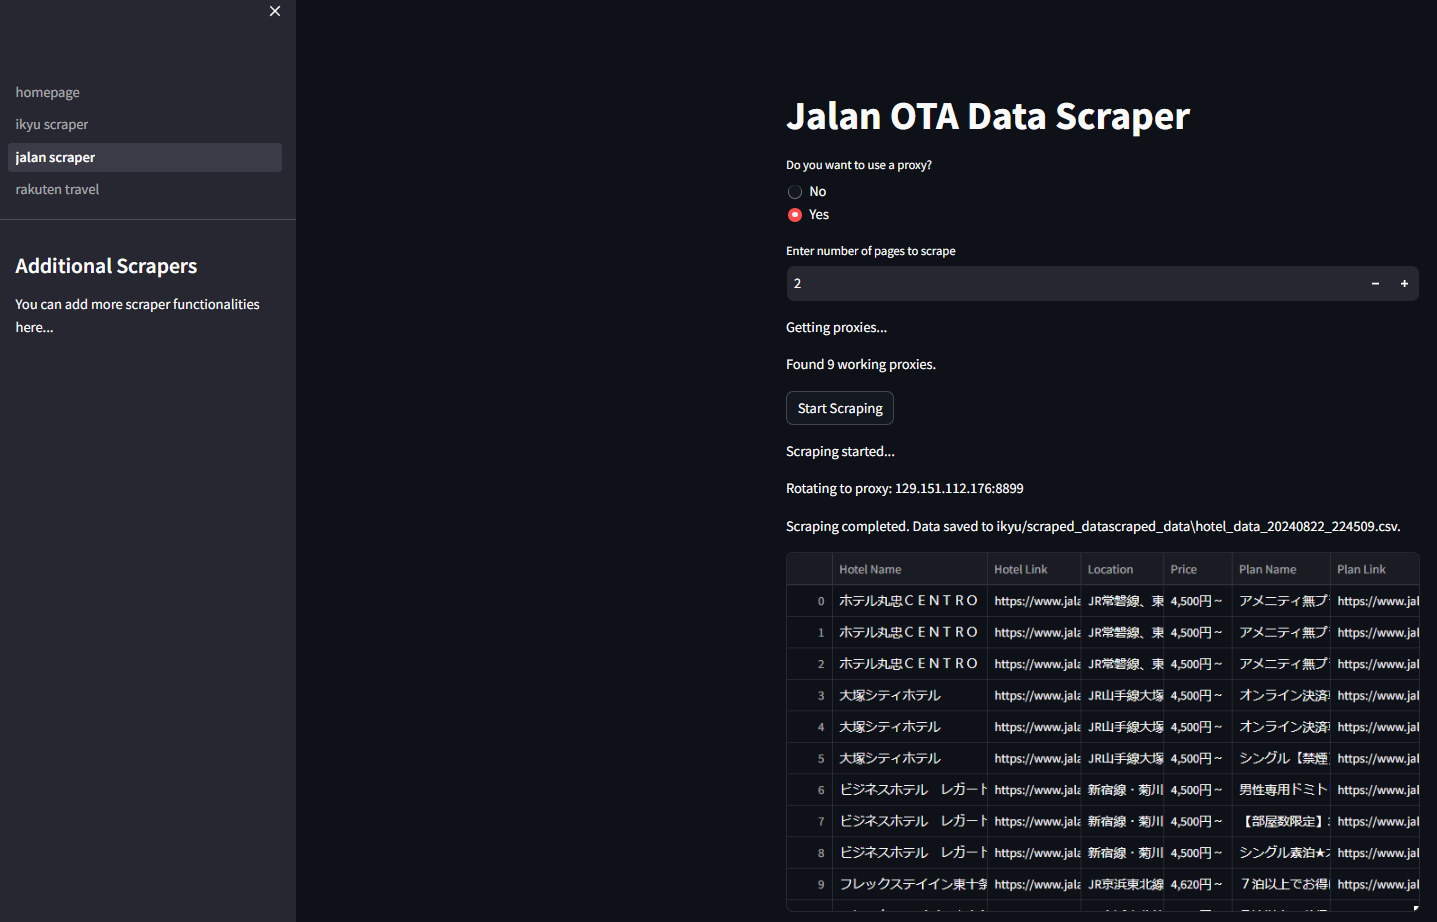 homepage
ikyu scraper
jalan scraper
rakuten travel
Additional Scrapers
You can add more scraper functionalities
here...
Jalan OTA Data Scraper
Do you want to use a proxy?
No
Yes
Enter number of pages to scrape
2
Getting proxies...
Found 9 working proxies.
Start Scraping
Scraping started...
Rotating to proxy: 129.151.112.176:8899
Scraping completed. Data saved to ikyu/scraped_datascraped_data\hotel_data_20240822_224509.csv.
Hotel Name Hotel Link Location Price Plan Name Plan Link
0 ホテル丸忠ＣＥＮＴＲＯ https://www.jala JR常磐線、東 4,500円～ アメニティ無プ https://www.jal
1 ホテル丸忠ＣＥＮＴＲＯ https://www.jala JR常磐線、東 4,500円～ アメニティ無プ https://www.jal
2 ホテル丸忠ＣＥＮＴＲＯ https://www.jala JR常磐線、東 4,500円～ アメニティ無プ https://www.jal
3 大塚シティホテル https://www.jala JR山手線大塚 4,500円～ オンライン決済 https://www.jal
4 大塚シティホテル https://www.jala JR山手線大塚 4,500円～ オンライン決済 https://www.jal
5 大塚シティホテル https://www.jala JR山手線大塚 4,500円～ シングル【禁煙 https://www.jal
6 ビジネスホテル　レガート https://www.jala 新宿線・菊川 4,500円～ 男性専用ドミト https://www.jal
7 ビジネスホテル　レガート https://www.jala 新宿線・菊川 4,500円～ 【部屋数限定】 https://www.jal
8 ビジネスホテル　レガート https://www.jala 新宿線・菊川 4,500円～ シングル素泊★ https://www.jal
9 フレックステイイン東十条 https://www.jala JR京浜東北線 4,620円～ ７泊以上でお得 https://www.jal